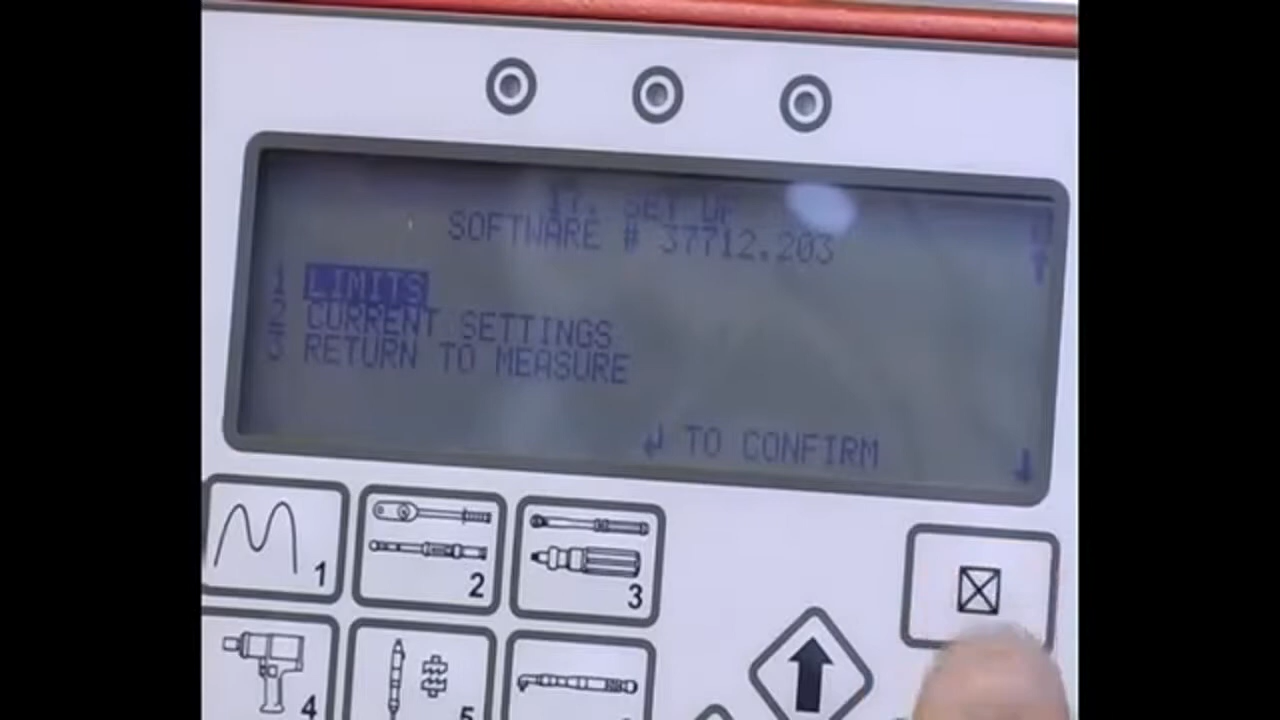 SET UP
SOFTWARE # 37712.203
1 LIMITS
2 CURRENT SETTINGS
3 RETURN TO MEASURE
↲ TO CONFIRM
1
2
3
4
5